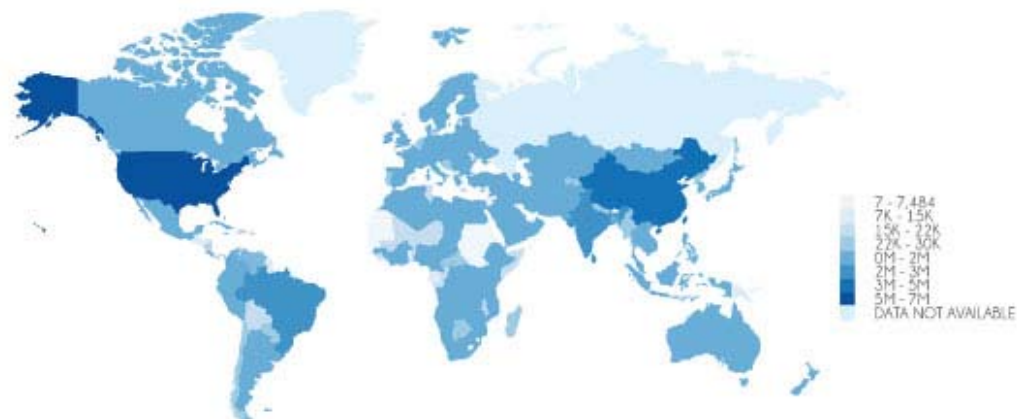 7 - 7,484
7K - 15K
15K - 22K
22K - 30K
0M - 2M
2M - 3M
3M - 5M
5M - 7M
DATA NOT AVAILABLE